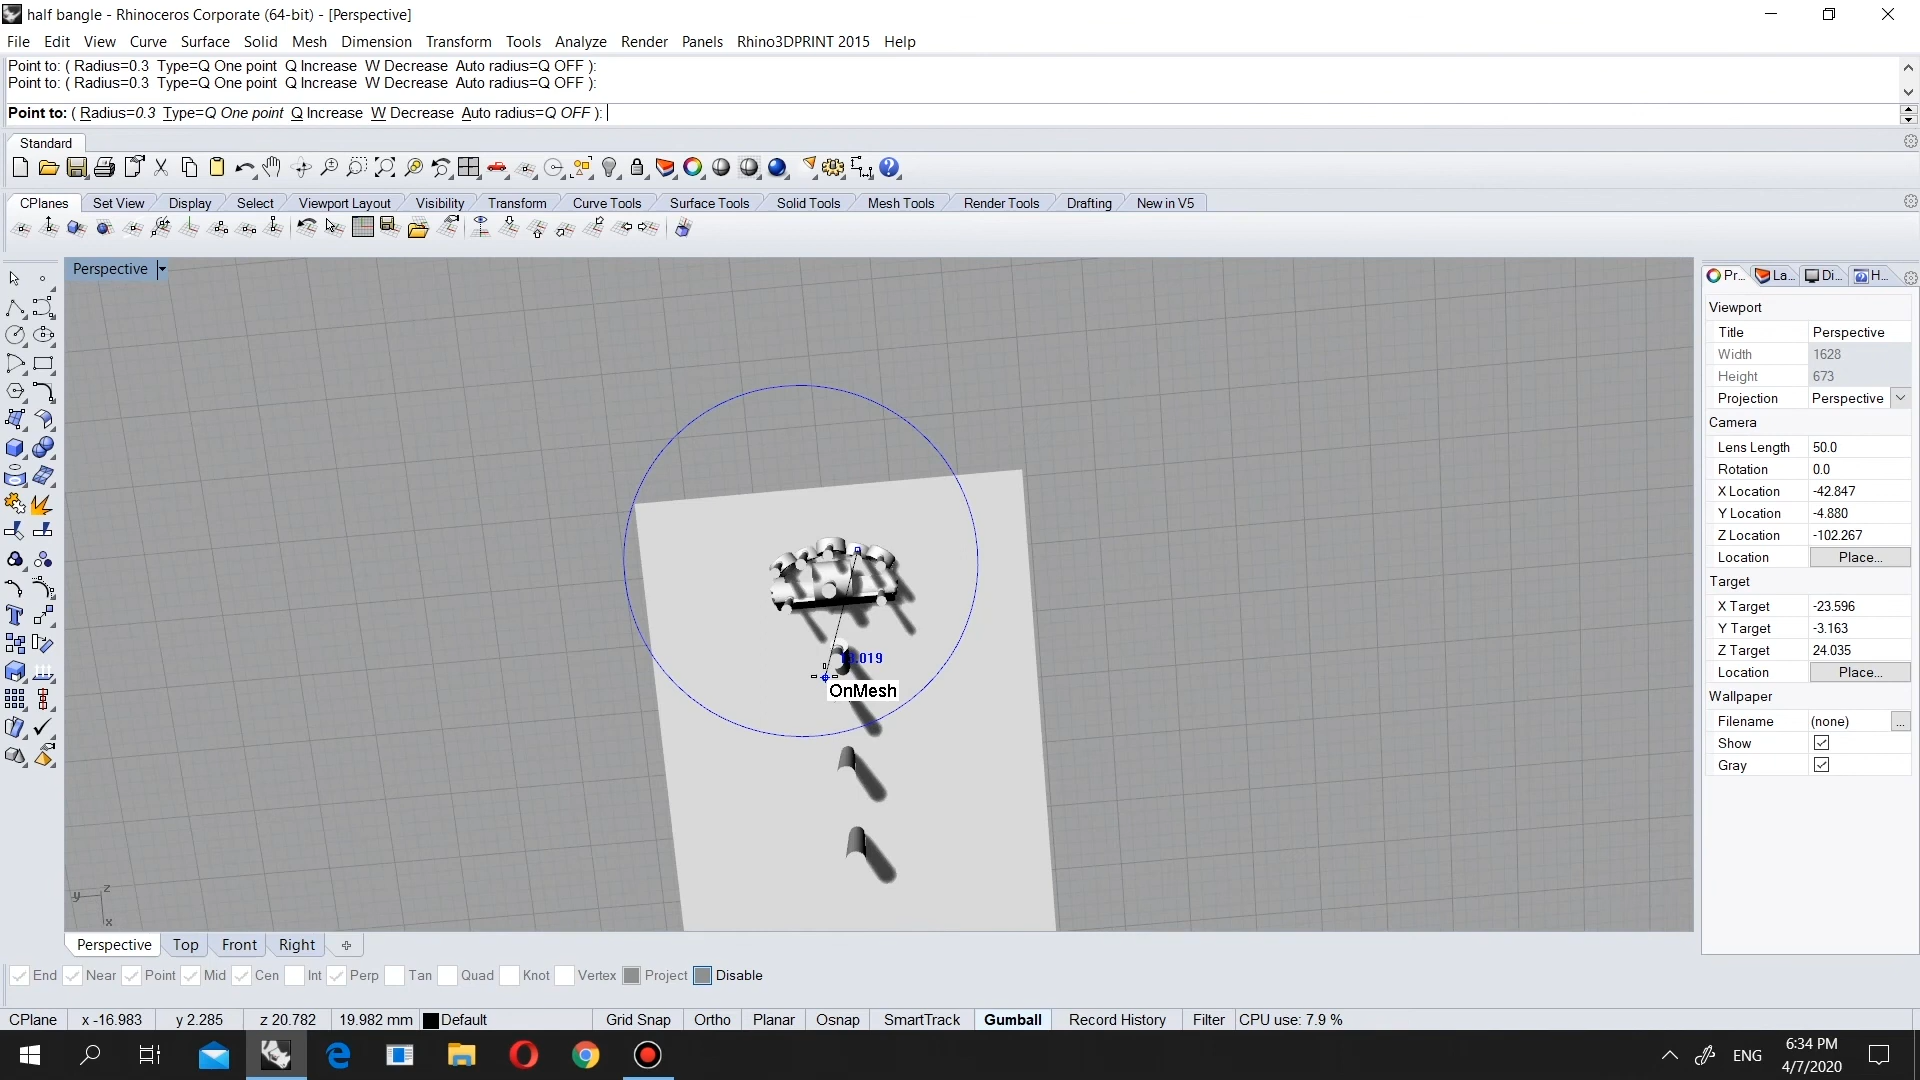 half bangle - Rhinoceros Corporate (64-bit) - [Perspective]
File Edit View Curve Surface Solid Mesh Dimension Transform Tools Analyze Render Panels Rhino3DPRINT 2015 Help
Point to: ( Radius=0.3 Type=Q One point Q Increase W Decrease Auto radius=Q OFF ):
Point to: ( Radius=0.3 Type=Q One point Q Increase W Decrease Auto radius=Q OFF ):
Point to: ( Radius=0.3 Type=Q One point Q Increase W Decrease Auto radius=Q OFF ):
Standard
CPlanes Set View Display Select Viewport Layout Visibility Transform Curve Tools Surface Tools Solid Tools Mesh Tools Render Tools Drafting New in V5
Perspective
Pr... La... Di... H...
Viewport
Title Perspective
Width 1628
Height 673
Projection Perspective
Camera
Lens Length 50.0
Rotation 0.0
X Location -42.847
Y Location -4.880
Z Location -102.267
Location Place...
Target
X Target -23.596
Y Target -3.163
Z Target 24.035
Location Place...
Wallpaper
Filename (none) ...
Show
Gray
OnMesh
z
y
x
Perspective Top Front Right
End Near Point Mid Cen Int Perp Tan Quad Knot Vertex Project Disable
CPlane x -16.983 y 2.285 z 20.782 19.982 mm Default Grid Snap Ortho Planar Osnap SmartTrack Gumball Record History Filter CPU use: 7.9 %
ENG
6:34 PM
4/7/2020